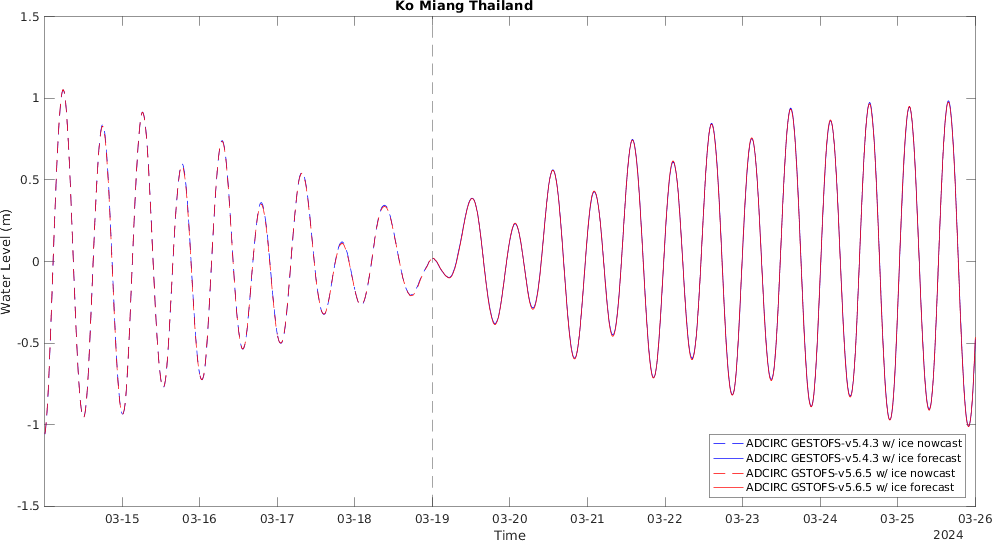 Ko Miang Thailand
Water Level (m)
1.5
1
0.5
0
-0.5
-1
-1.5
03-15 03-16 03-17 03-18 03-19 03-20 03-21 03-22 03-23 03-24 03-25 03-26
Time
2024
ADCIRC GESTOFS-v5.4.3 w/ ice nowcast
ADCIRC GESTOFS-v5.4.3 w/ ice forecast
ADCIRC GSTOFS-v5.6.5 w/ ice nowcast
ADCIRC GSTOFS-v5.6.5 w/ ice forecast